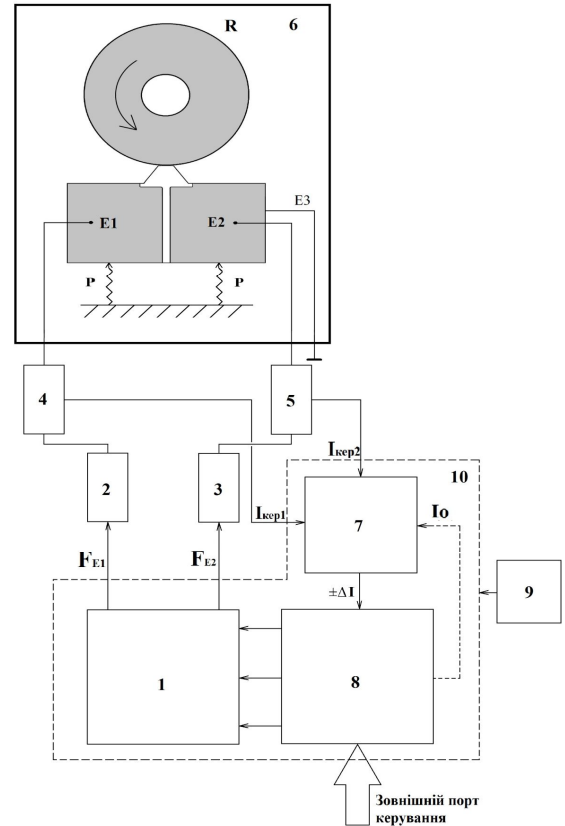 R
6
E1
E2
E3
P
P
4
5
Iкер2
10
2
3
Iкер1
7
Io
FE1
FE2
±ΔI
9
1
8
Зовнішній порт
керування